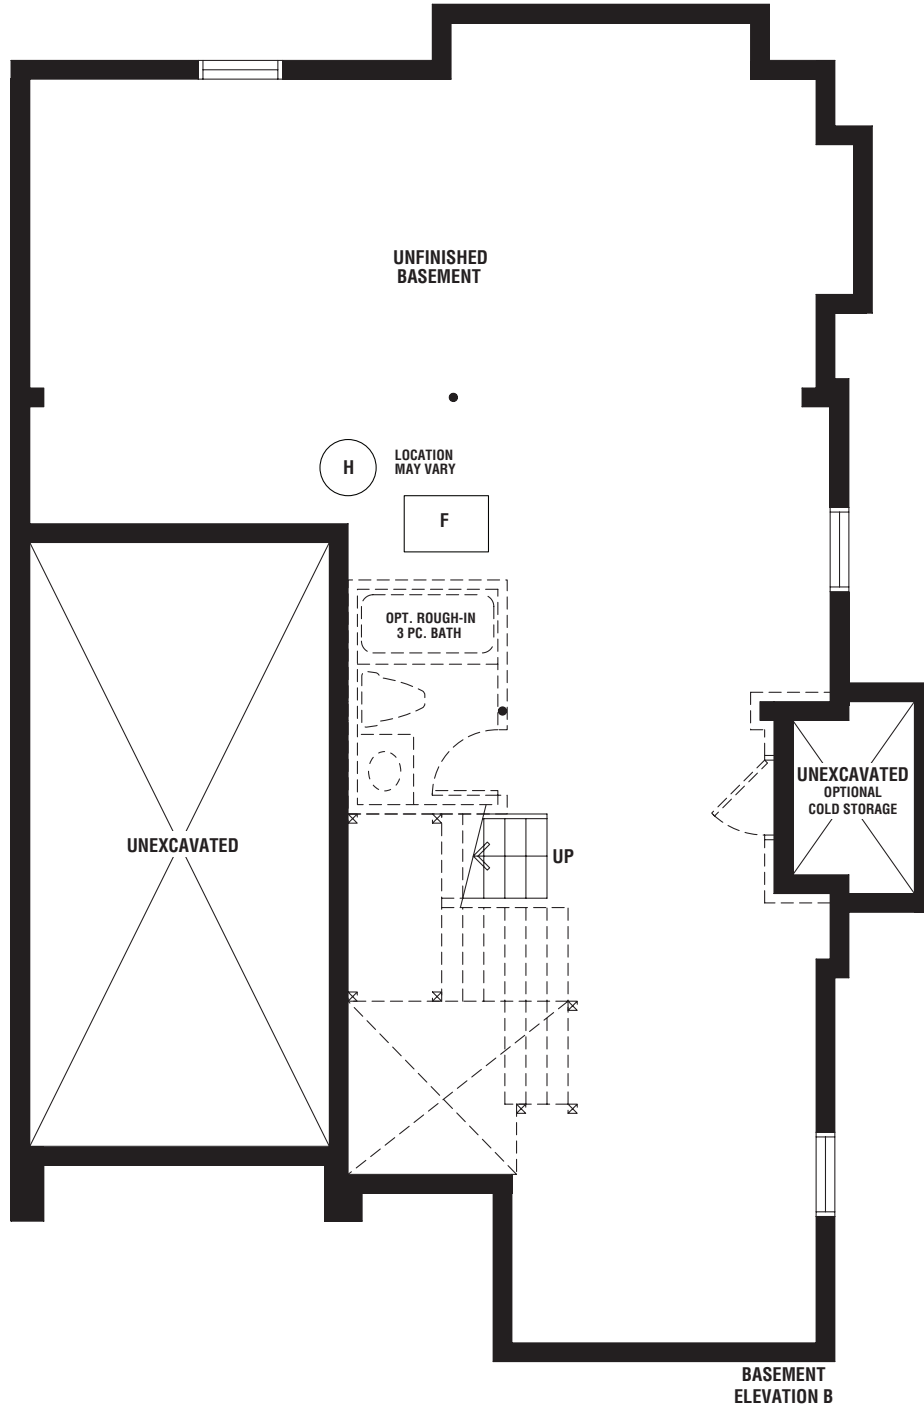 UNFINISHED
BASEMENT
H
LOCATION
MAY VARY
F
OPT. ROUGH-IN
3 PC. BATH
UNEXCAVATED
OPTIONAL
COLD STORAGE
UNEXCAVATED
UP
BASEMENT
ELEVATION B